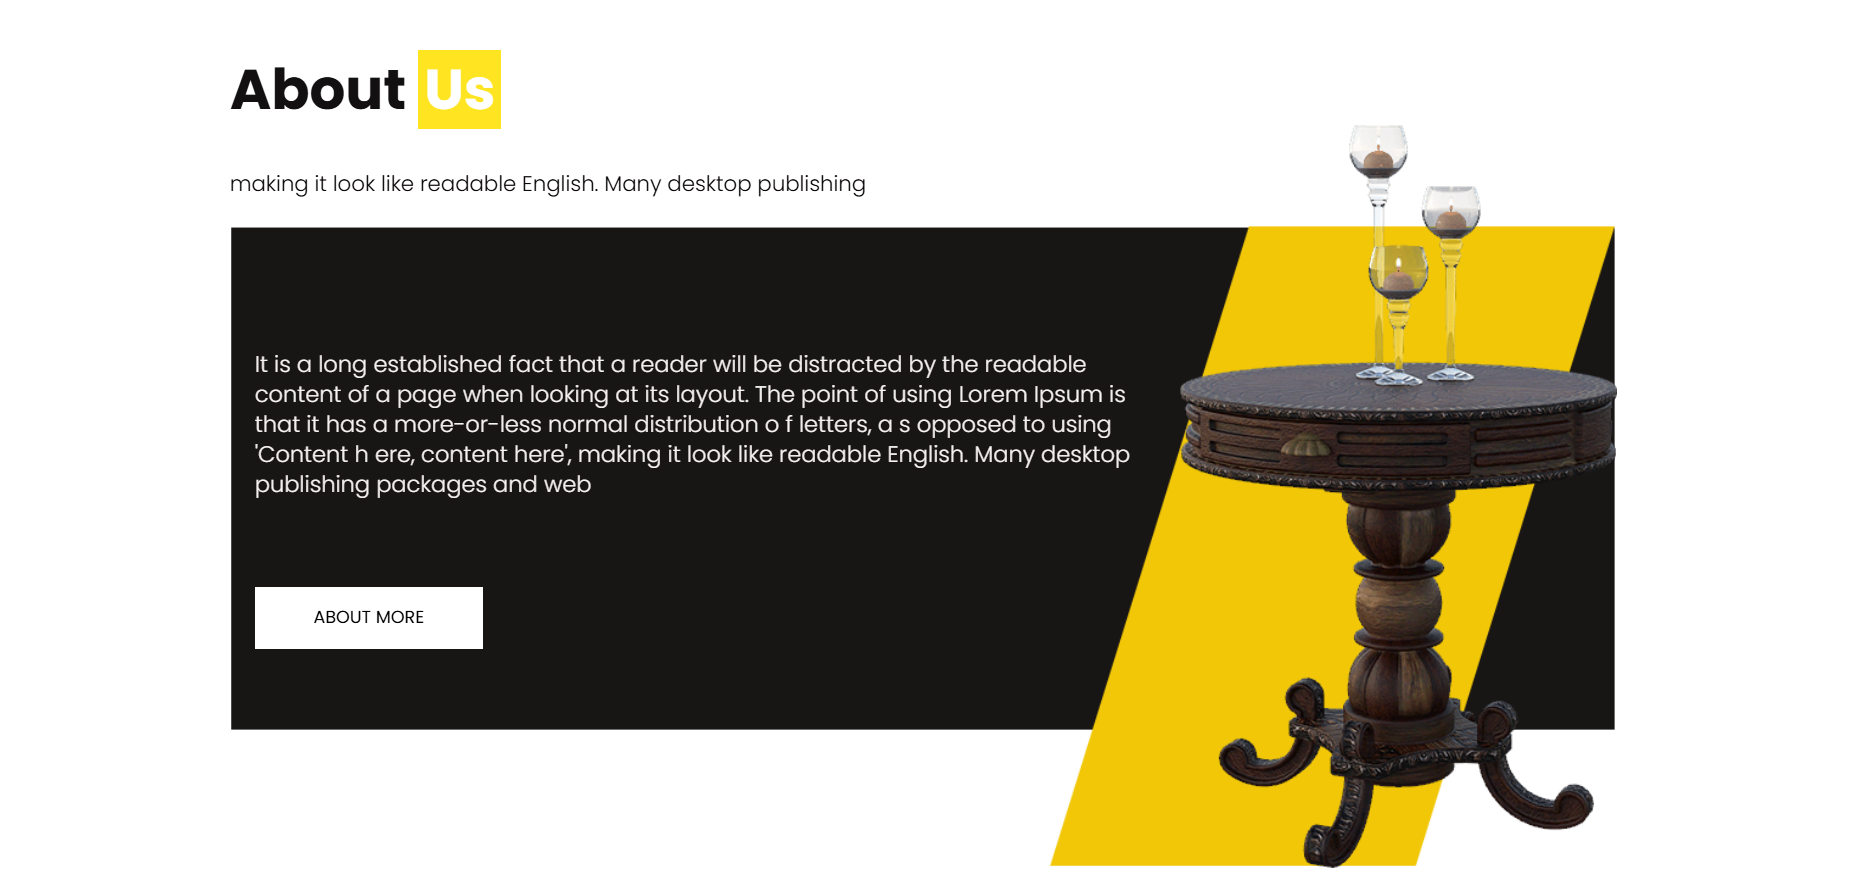 About Us
making it look like readable English. Many desktop publishing
It is a long established fact that a reader will be distracted by the readable
content of a page when looking at its layout. The point of using Lorem Ipsum is
that it has a more-or-less normal distribution o f letters, a s opposed to using
'Content h ere, content here', making it look like readable English. Many desktop
publishing packages and web
ABOUT MORE